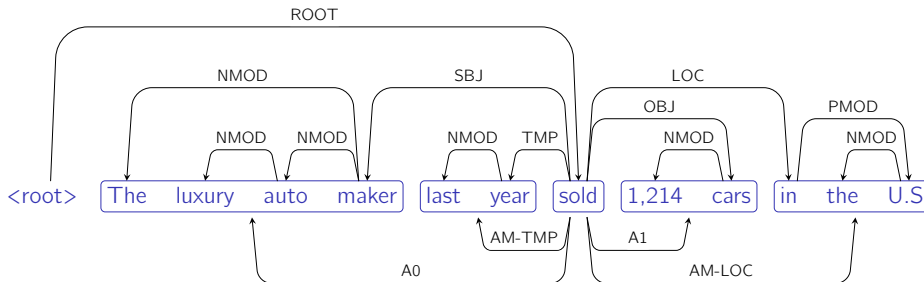 ROOT
NMOD SBJ LOC
OBJ PMOD
NMOD NMOD NMOD TMP NMOD NMOD
<root> The luxury auto maker last year sold 1,214 cars in the U.S
AM-TMP A1
A0 AM-LOC